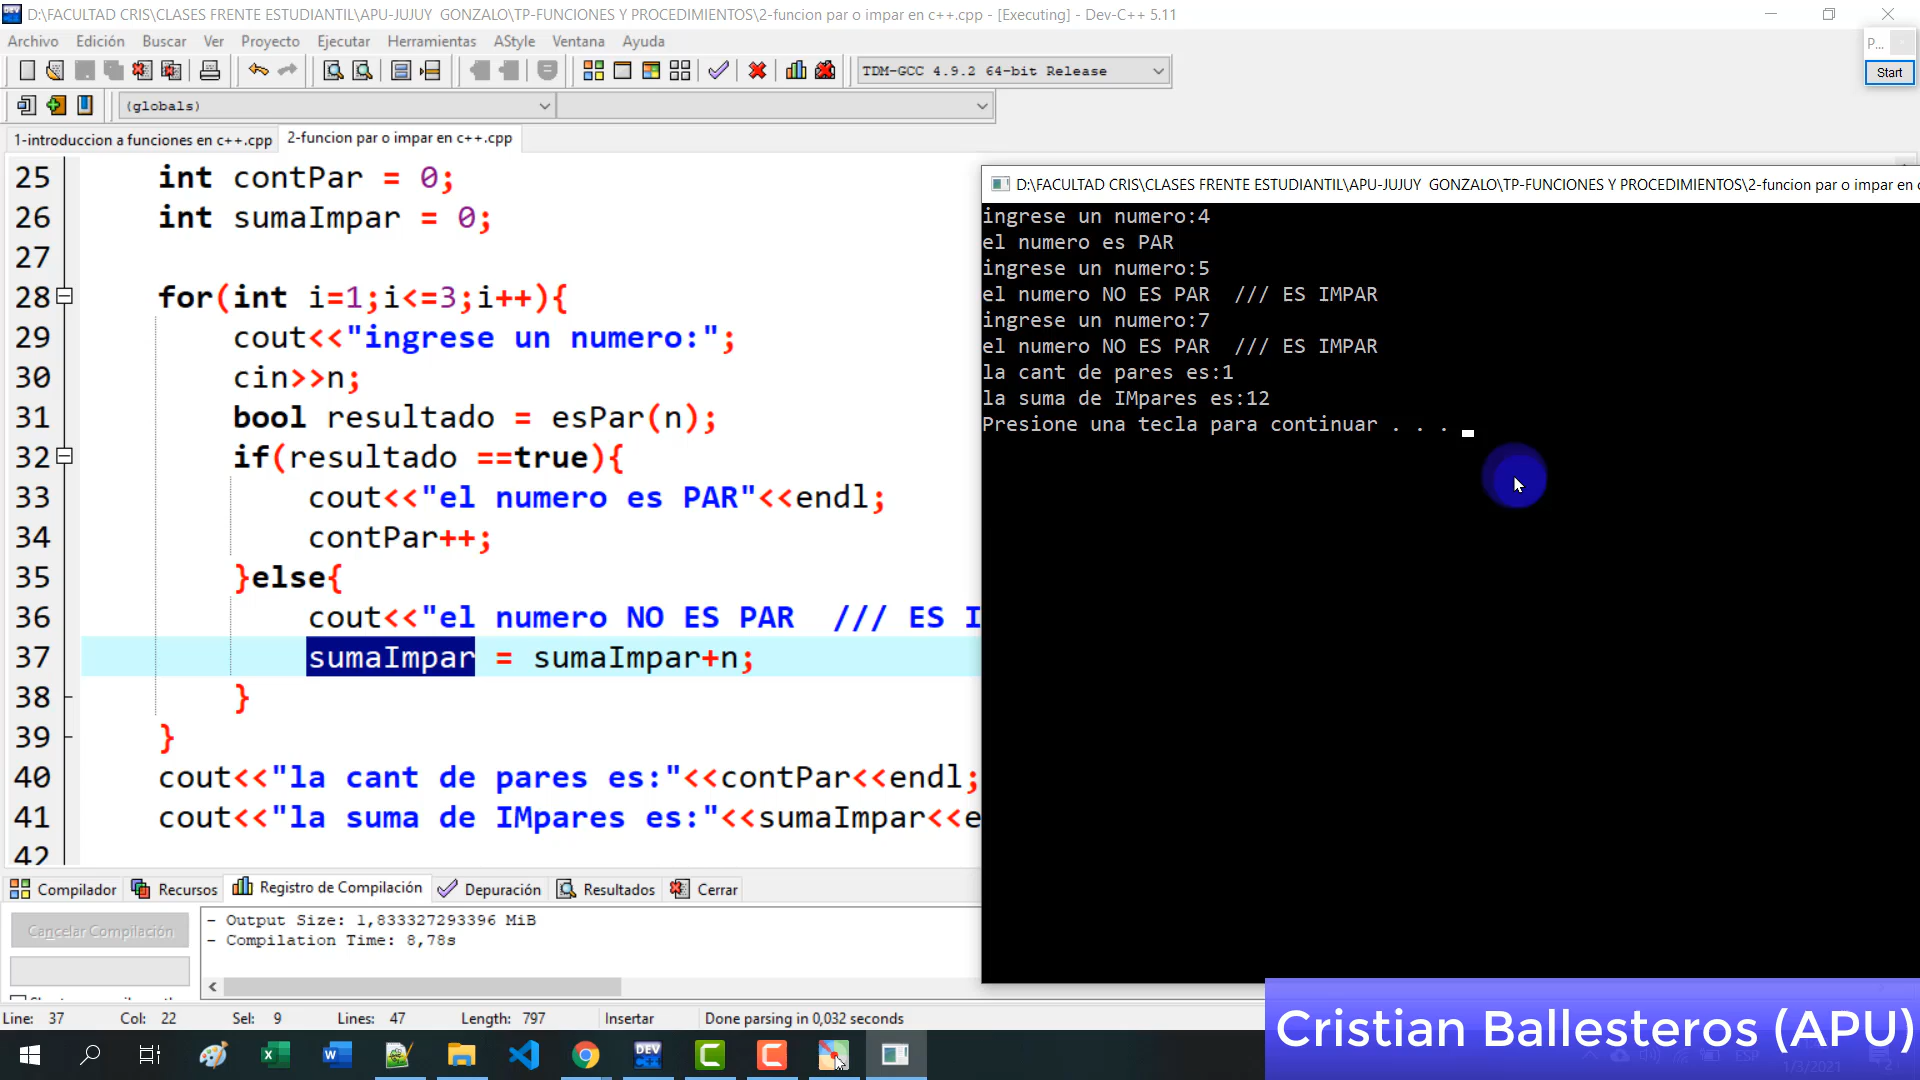 D:\FACULTAD CRIS\CLASES FRENTE ESTUDIANTIL\APU-JUJUY  GONZALO\TP-FUNCIONES Y PROCEDIMIENTOS\2-funcion par o impar en c++.cpp - [Executing] - Dev-C++ 5.11
Archivo Edición Buscar Ver Proyecto Ejecutar Herramientas AStyle Ventana Ayuda
P...
Start
TDM-GCC 4.9.2 64-bit Release
(globals)
1-introduccion a funciones en c++.cpp 2-funcion par o impar en c++.cpp
25 int contPar = 0;
26 int sumaImpar = 0;
27
28 for(int i=1;i<=3;i++){
29 cout<<"ingrese un numero:";
30 cin>>n;
31 bool resultado = esPar(n);
32 if(resultado ==true){
33 cout<<"el numero es PAR"<<endl;
34 contPar++;
35 }else{
36 cout<<"el numero NO ES PAR  /// ES I
37 sumaImpar = sumaImpar+n;
38 }
39 }
40 cout<<"la cant de pares es:"<<contPar<<endl;
41 cout<<"la suma de IMpares es:"<<sumaImpar<<e
42
D:\FACULTAD CRIS\CLASES FRENTE ESTUDIANTIL\APU-JUJUY  GONZALO\TP-FUNCIONES Y PROCEDIMIENTOS\2-funcion par o impar en c
ingrese un numero:4
el numero es PAR
ingrese un numero:5
el numero NO ES PAR  /// ES IMPAR
ingrese un numero:7
el numero NO ES PAR  /// ES IMPAR
la cant de pares es:1
la suma de IMpares es:12
Presione una tecla para continuar . . .
Compilador Recursos Registro de Compilación Depuración Resultados Cerrar
Cancelar Compilación
- Output Size: 1,833327293396 MiB
- Compilation Time: 8,78s
Line: 37 Col: 22 Sel: 9 Lines: 47 Length: 797 Insertar Done parsing in 0,032 seconds
Cristian Ballesteros (APU)
DEV
ESP
1/3/2021